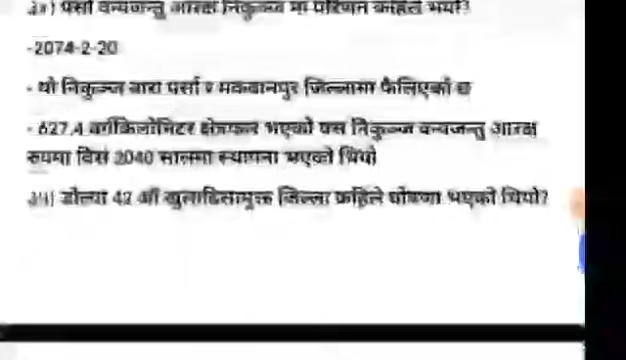 पर्सा वन्यजन्तु आरक्ष निकुञ्ज मा परिणत कहिले भयो?
-2074-2-20
- यो निकुञ्ज बारा पर्सा र मकवानपुर जिल्लामा फैलिएको छ
- 627.4 वर्गकिलोमिटर क्षेत्रफल भएको यस निकुञ्ज वन्यजन्तु आरक्ष
रुपमा विसं 2040 सालमा स्थापना भएको थियो
डोल्पा 42 औं खुलादिसामुक्त जिल्ला कहिले घोषणा भएको थियो?